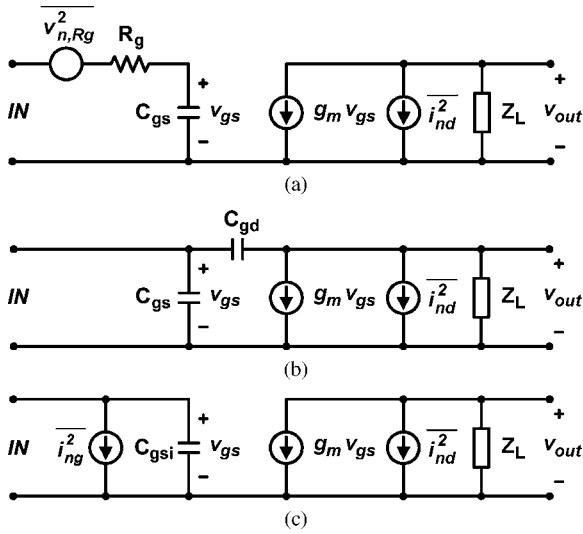 v²n,Rg
Rg
IN
Cgs
+
vgs
−
gm vgs
i²nd
ZL
+
vout
−
(a)
Cgd
IN
Cgs
+
vgs
−
gm vgs
i²nd
ZL
+
vout
−
(b)
IN
i²ng
Cgsi
+
vgs
−
gm vgs
i²nd
ZL
+
vout
−
(c)